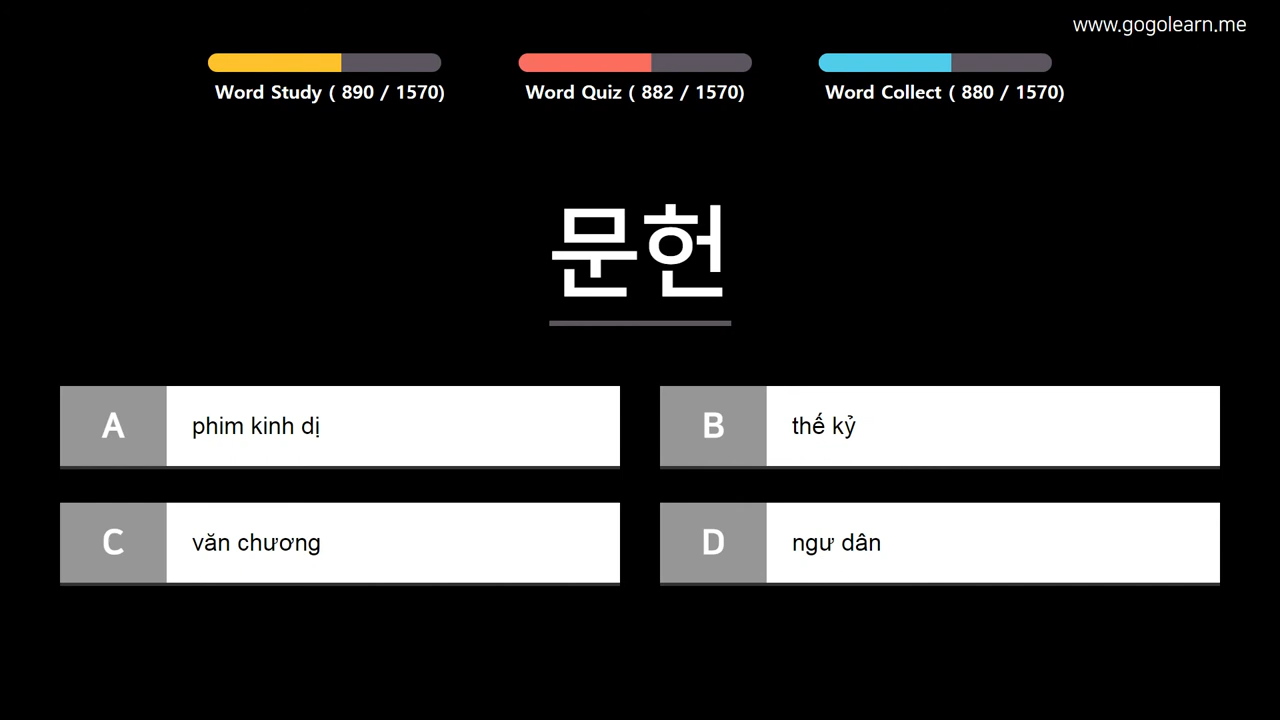 www.gogolearn.me
Word Study ( 890 / 1570)
Word Quiz ( 882 / 1570)
Word Collect ( 880 / 1570)
문헌
A phim kinh dị
B thế kỷ
C văn chương
D ngư dân